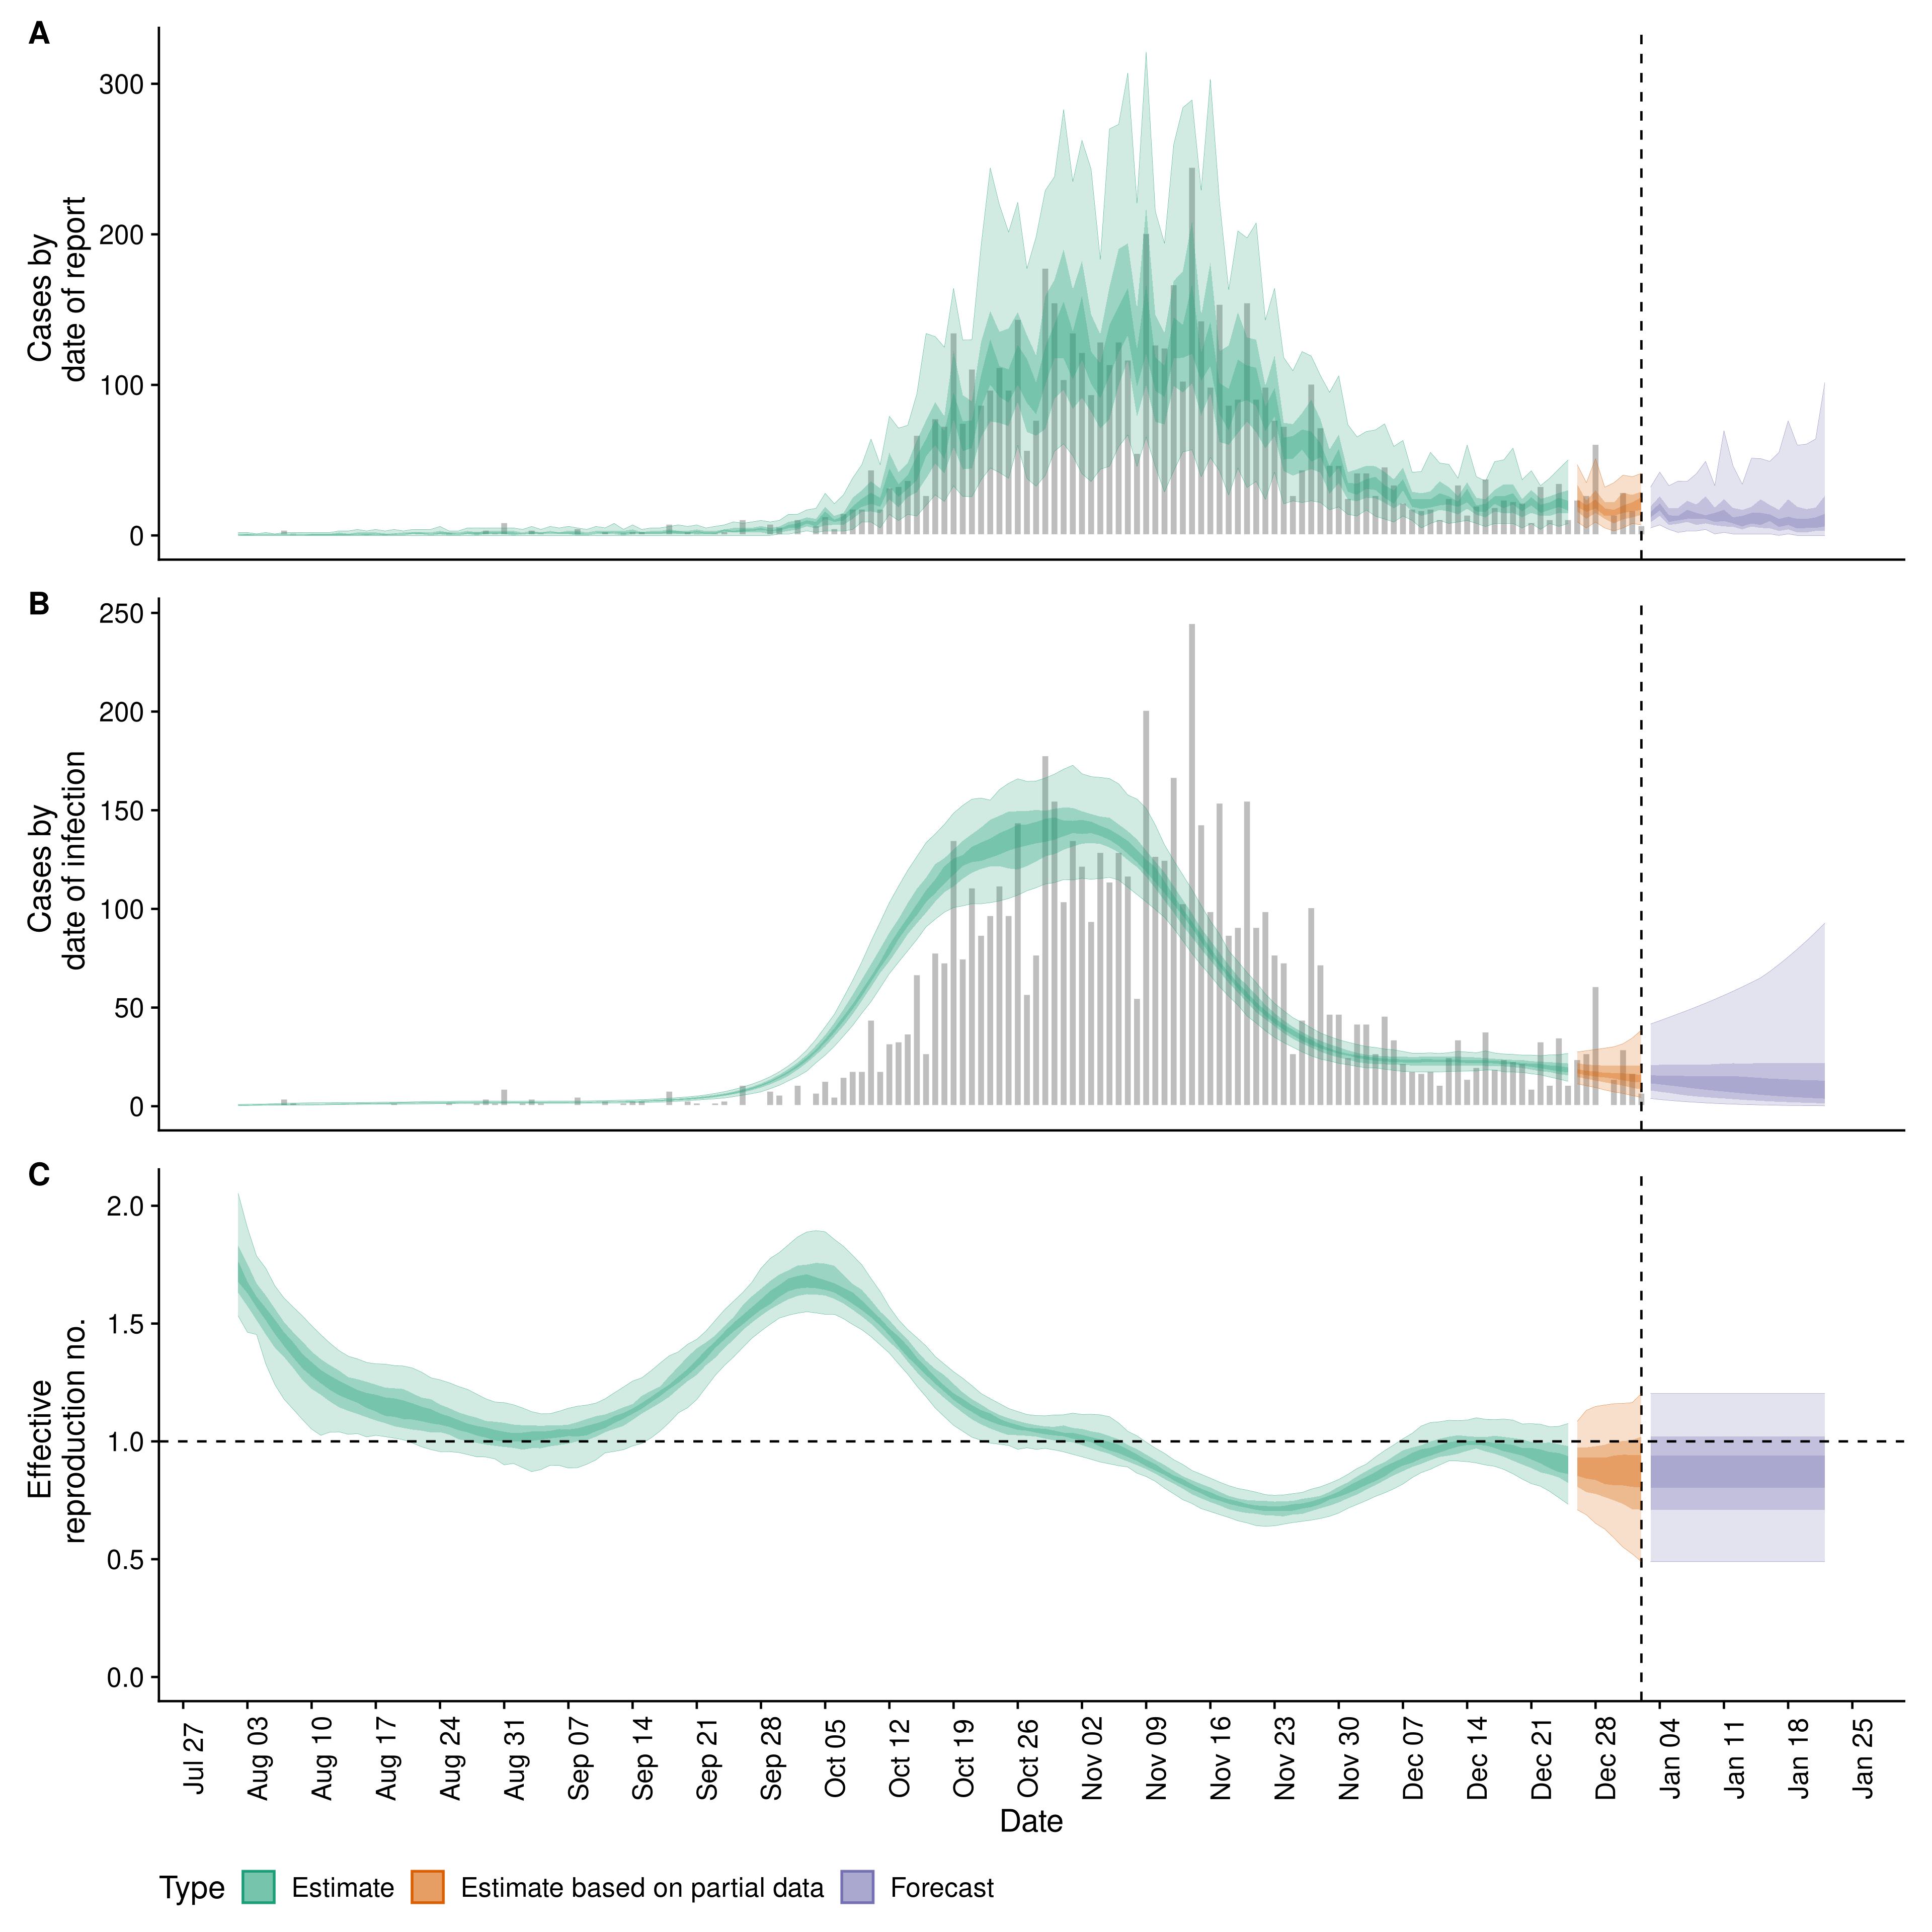 A
300
200
100
0
Cases by
date of report
B
250
200
150
100
50
0
Cases by
date of infection
C
2.0
1.5
1.0
0.5
0.0
Effective
reproduction no.
Jul 27
Aug 03
Aug 10
Aug 17
Aug 24
Aug 31
Sep 07
Sep 14
Sep 21
Sep 28
Oct 05
Oct 12
Oct 19
Oct 26
Nov 02
Nov 09
Nov 16
Nov 23
Nov 30
Dec 07
Dec 14
Dec 21
Dec 28
Jan 04
Jan 11
Jan 18
Jan 25
Date
Type Estimate Estimate based on partial data Forecast